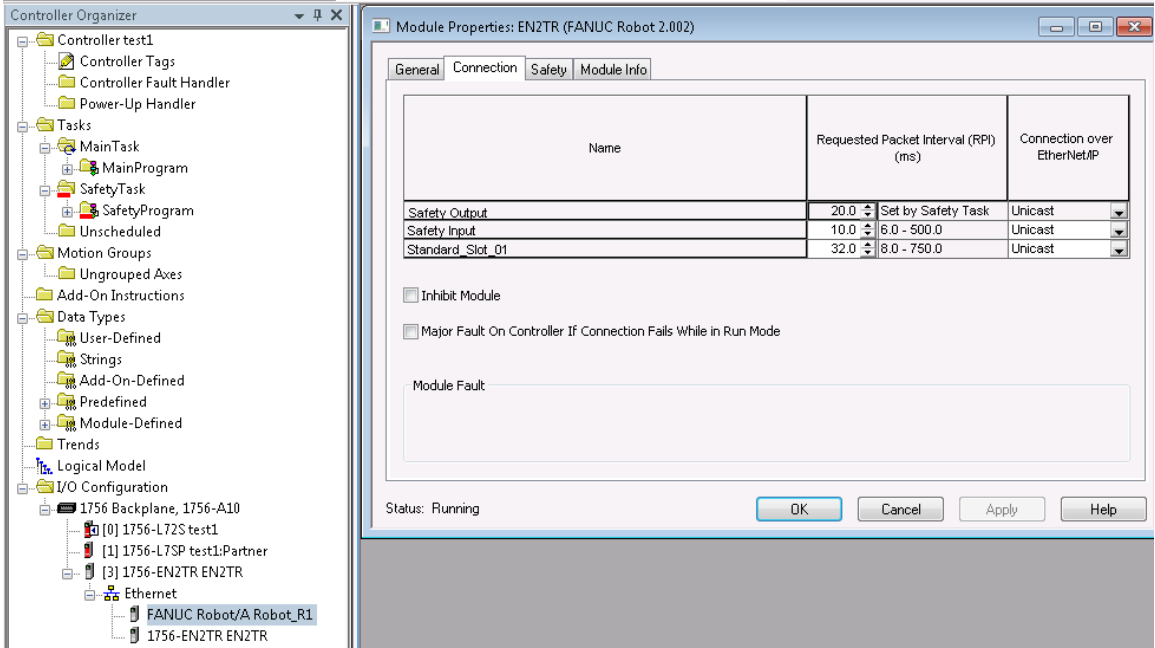 Controller Organizer
Controller test1
Controller Tags
Controller Fault Handler
Power-Up Handler
Tasks
MainTask
MainProgram
SafetyTask
SafetyProgram
Unscheduled
Motion Groups
Ungrouped Axes
Add-On Instructions
Data Types
User-Defined
Strings
Add-On-Defined
Predefined
Module-Defined
Trends
Logical Model
I/O Configuration
1756 Backplane, 1756-A10
[0] 1756-L72S test1
[1] 1756-L7SP test1:Partner
[3] 1756-EN2TR EN2TR
Ethernet
FANUC Robot/A Robot_R1
1756-EN2TR EN2TR
Module Properties: EN2TR (FANUC Robot 2.002)
General Connection Safety Module Info
Name
Requested Packet Interval (RPI)
(ms)
Connection over
EtherNet/IP
Safety Output 20.0 Set by Safety Task Unicast
Safety Input 10.0 6.0 - 500.0 Unicast
Standard_Slot_01 32.0 8.0 - 750.0 Unicast
Inhibit Module
Major Fault On Controller If Connection Fails While in Run Mode
Module Fault
Status: Running
OK Cancel Apply Help